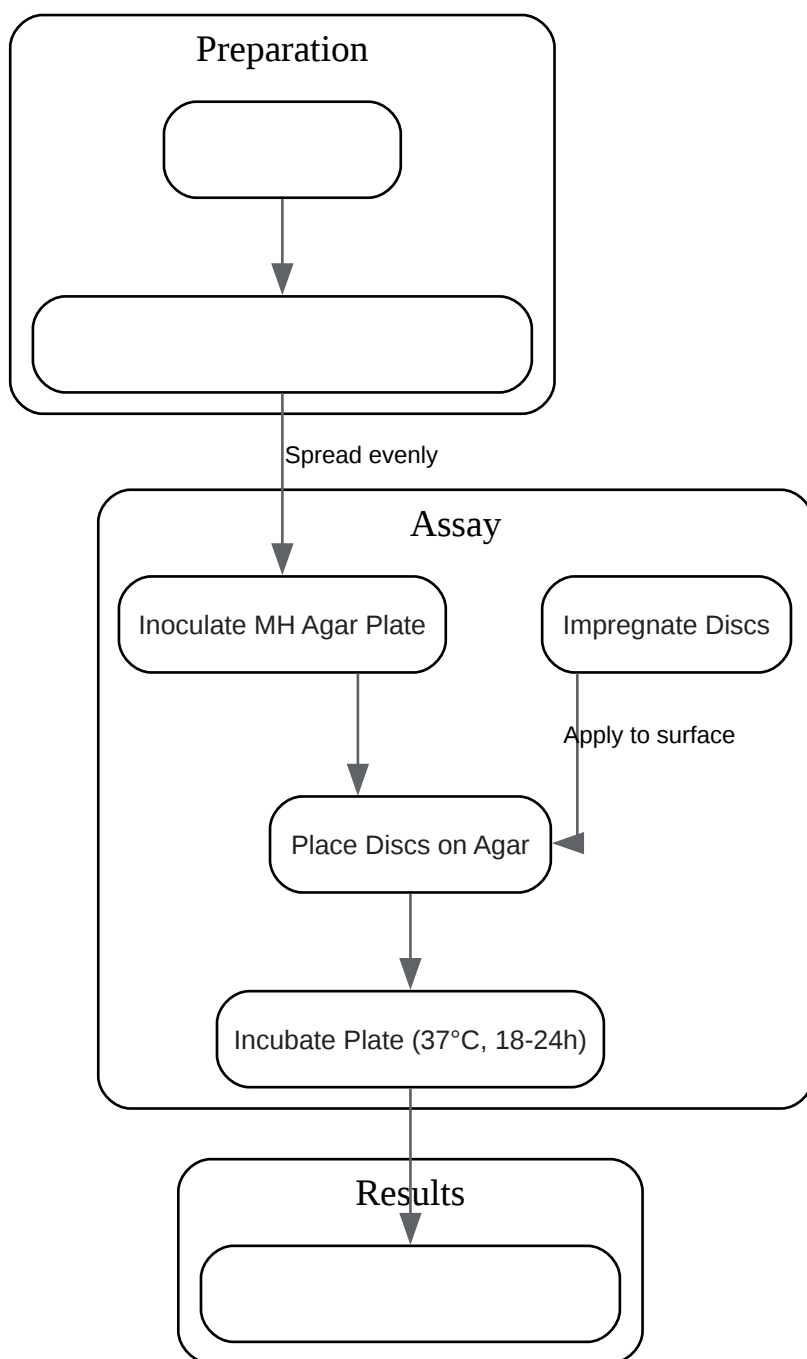 Preparation
Spread evenly
Assay
Inoculate MH Agar Plate
Impregnate Discs
Apply to surface
Place Discs on Agar
Incubate Plate (37°C, 18-24h)
Results